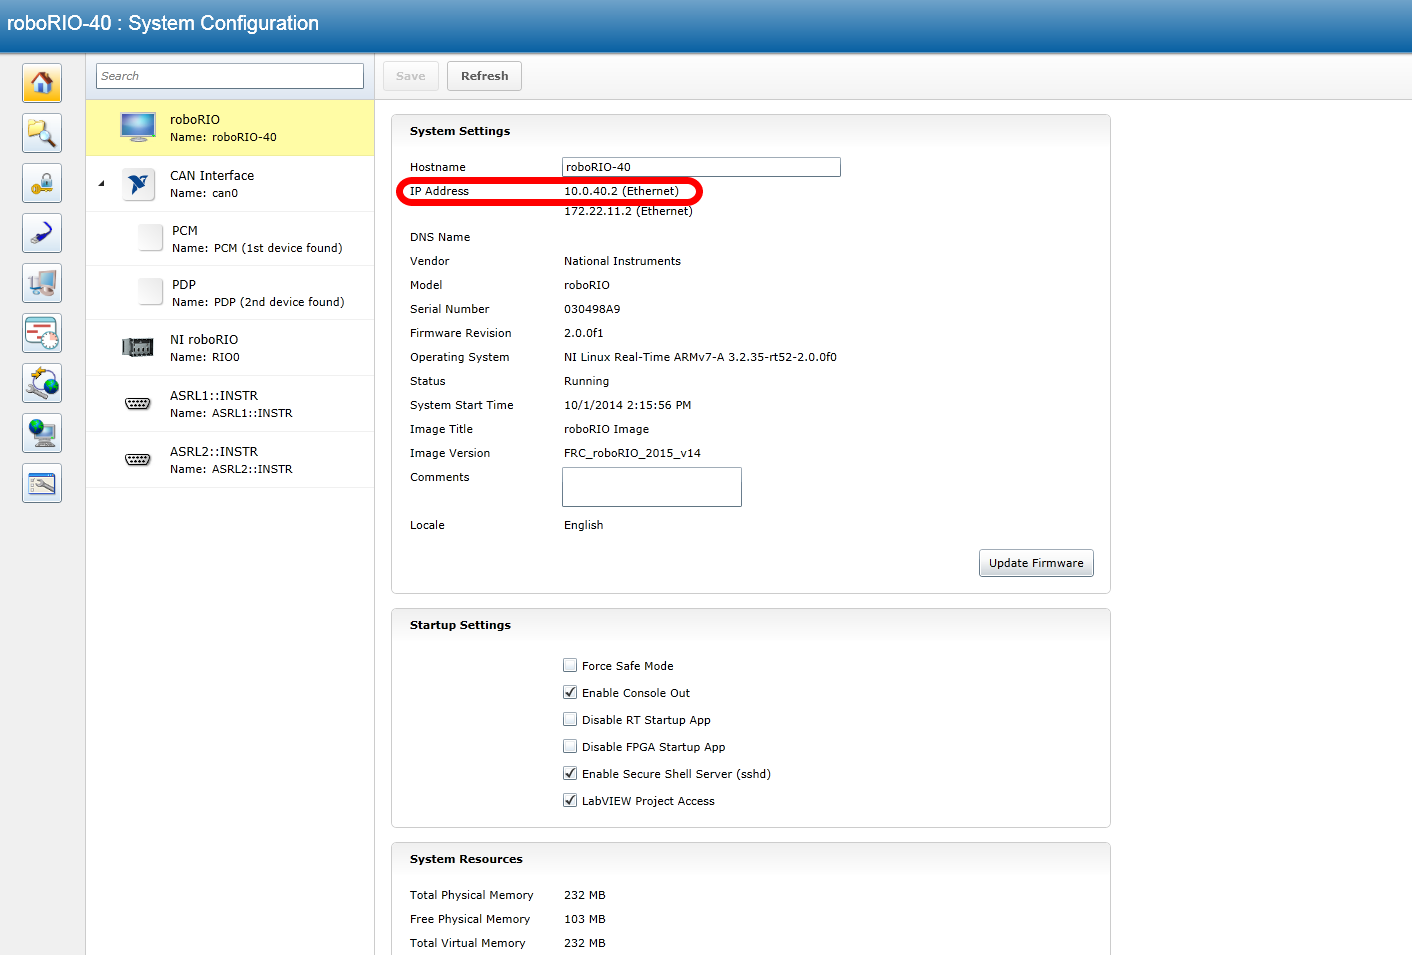 roboRIO-40 : System Configuration
Search
Save
Refresh
roboRIO
Name: roboRIO-40
CAN Interface
Name: can0
PCM
Name: PCM (1st device found)
PDP
Name: PDP (2nd device found)
NI roboRIO
Name: RIO0
ASRL1::INSTR
Name: ASRL1::INSTR
ASRL2::INSTR
Name: ASRL2::INSTR
System Settings
Hostname roboRIO-40
IP Address 10.0.40.2 (Ethernet)
172.22.11.2 (Ethernet)
DNS Name
Vendor National Instruments
Model roboRIO
Serial Number 030498A9
Firmware Revision 2.0.0f1
Operating System NI Linux Real-Time ARMv7-A 3.2.35-rt52-2.0.0f0
Status Running
System Start Time 10/1/2014 2:15:56 PM
Image Title roboRIO Image
Image Version FRC_roboRIO_2015_v14
Comments
Locale English
Update Firmware
Startup Settings
Force Safe Mode
Enable Console Out
Disable RT Startup App
Disable FPGA Startup App
Enable Secure Shell Server (sshd)
LabVIEW Project Access
System Resources
Total Physical Memory 232 MB
Free Physical Memory 103 MB
Total Virtual Memory 232 MB